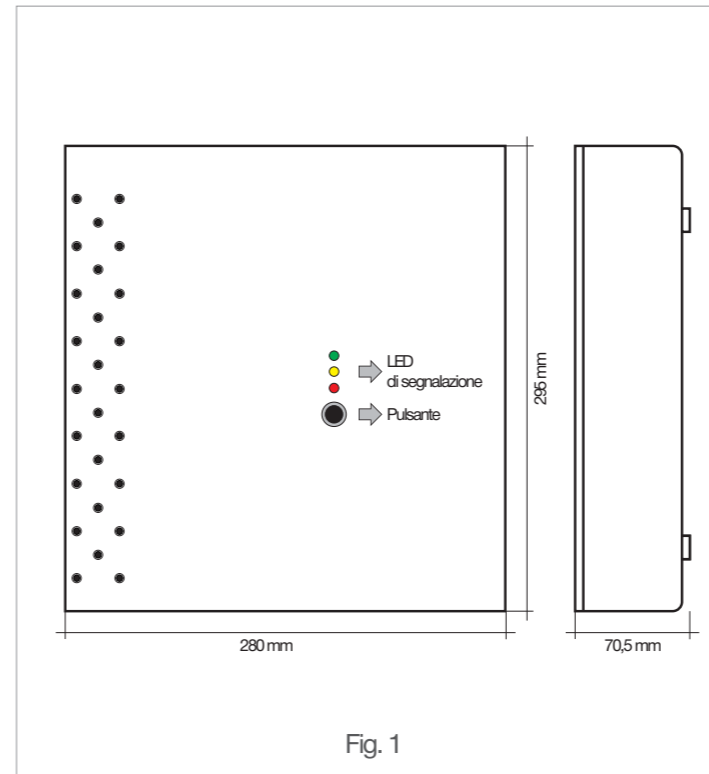 LED
di segnalazione
Pulsante
295 mm
280 mm
70,5 mm
Fig. 1